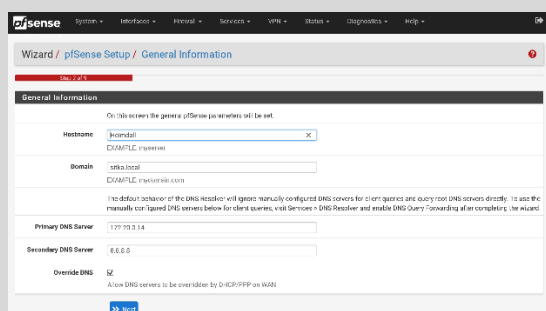 pfsense
System
Interfaces
Firewall
Services
VPN
Status
Diagnostics
Help
Wizard / pfSense Setup / General Information
Step 2 of 9
General Information
On this screen the general pfSense parameters will be set.
Hostname
Heimdall
EXAMPLE: myserver
Domain
sitka.local
EXAMPLE: mydomain.com
The default behavior of the DNS Resolver will ignore manually configured DNS servers for client queries and query root DNS servers directly. To use the
manually configured DNS servers below for client queries, visit Services > DNS Resolver and enable DNS Query Forwarding after completing the wizard.
Primary DNS Server
Secondary DNS Server
8.8.8.8
Override DNS
Allow DNS servers to be overridden by DHCP/PPP on WAN
>> Next